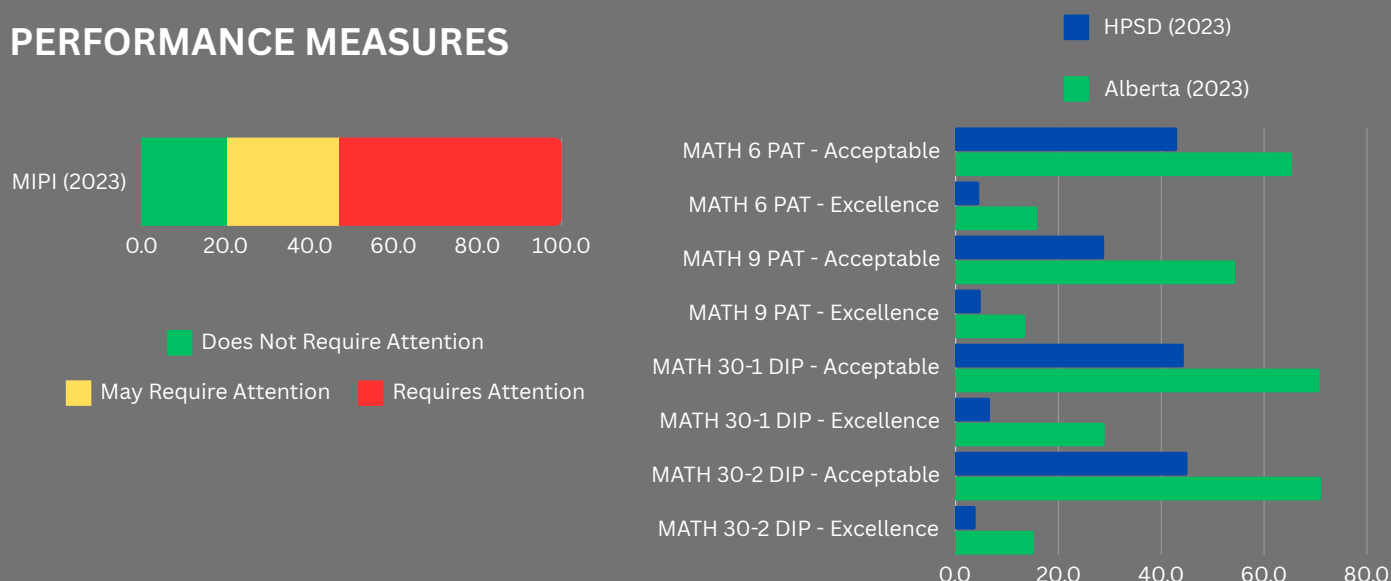 PERFORMANCE MEASURES
MIPI (2023)
0.0 20.0 40.0 60.0 80.0 100.0
Does Not Require Attention
May Require Attention Requires Attention
HPSD (2023)
Alberta (2023)
MATH 6 PAT - Acceptable
MATH 6 PAT - Excellence
MATH 9 PAT - Acceptable
MATH 9 PAT - Excellence
MATH 30-1 DIP - Acceptable
MATH 30-1 DIP - Excellence
MATH 30-2 DIP - Acceptable
MATH 30-2 DIP - Excellence
0.0 20.0 40.0 60.0 80.0